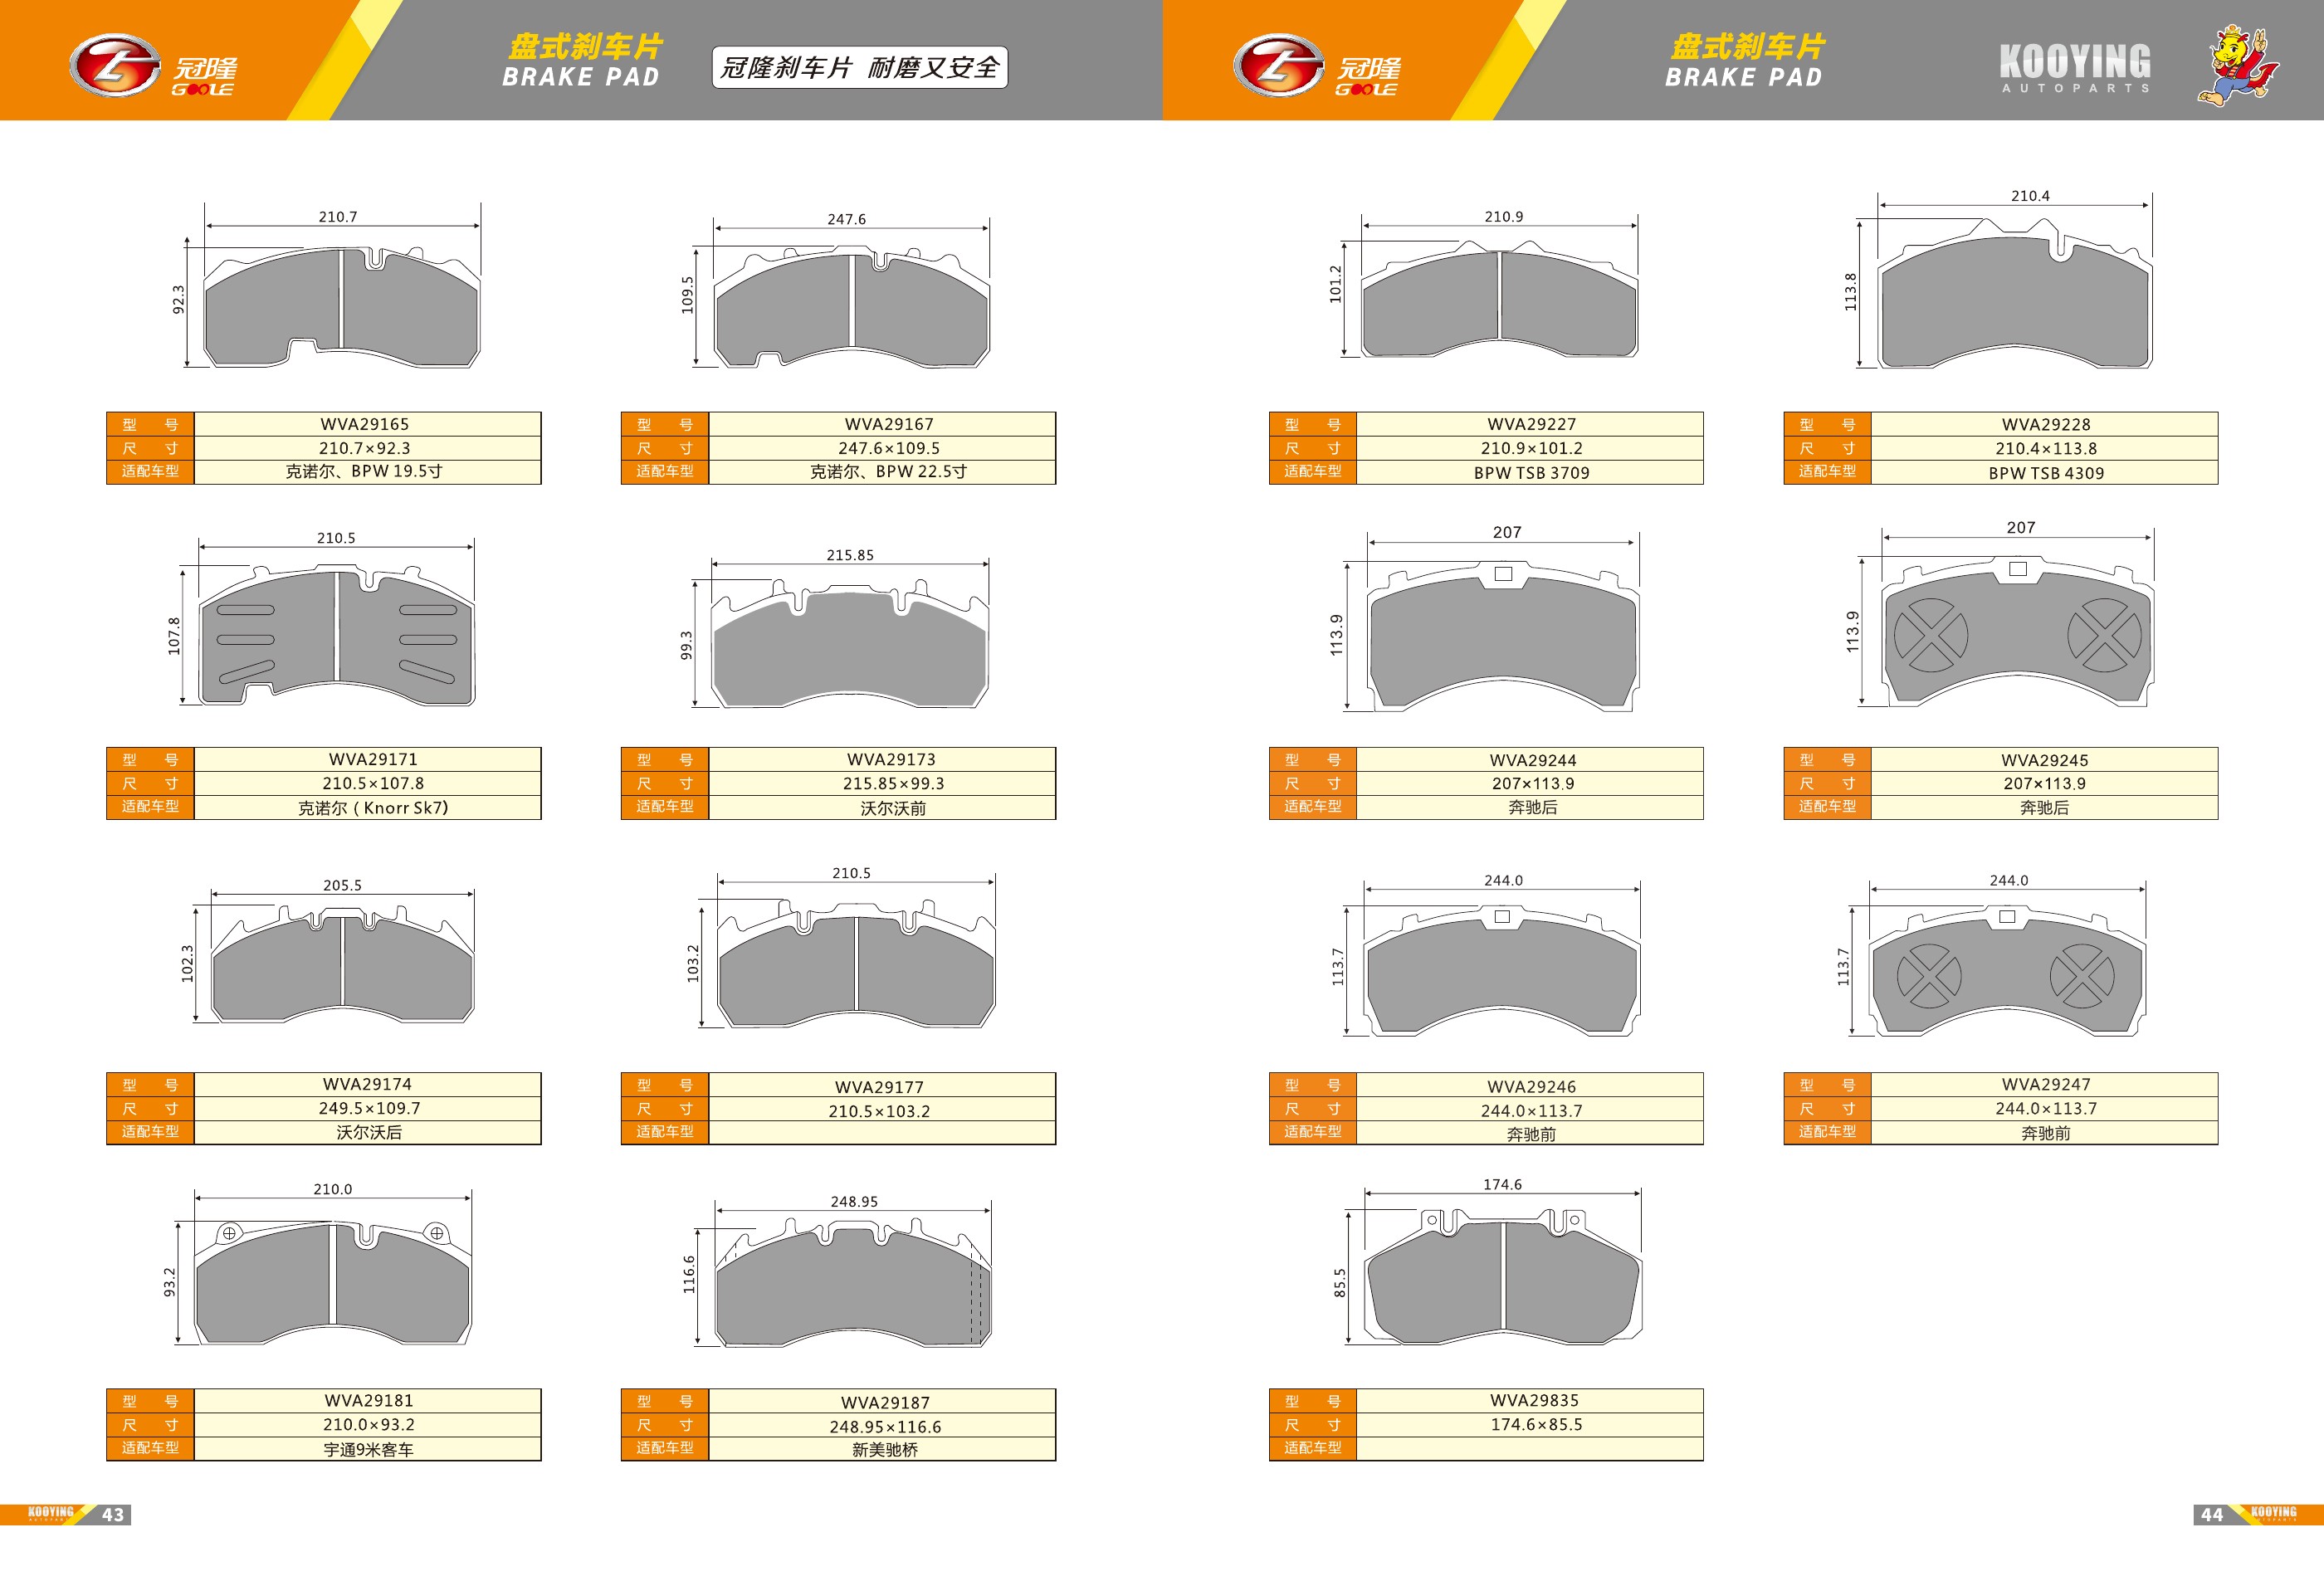 冠隆
GOOLE
盘式刹车片
BRAKE PAD
冠隆刹车片 耐磨又安全
冠隆
GOOLE
盘式刹车片
BRAKE PAD
KOOYING
AUTOPARTS
210.7
92.3
型 号 WVA29165
尺 寸 210.7×92.3
适配车型 克诺尔、BPW 19.5寸
247.6
109.5
型 号 WVA29167
尺 寸 247.6×109.5
适配车型 克诺尔、BPW 22.5寸
210.5
107.8
型 号 WVA29171
尺 寸 210.5×107.8
适配车型 克诺尔（Knorr Sk7)
215.85
99.3
型 号 WVA29173
尺 寸 215.85×99.3
适配车型 沃尔沃前
205.5
102.3
型 号 WVA29174
尺 寸 249.5×109.7
适配车型 沃尔沃后
210.5
103.2
型 号 WVA29177
尺 寸 210.5×103.2
适配车型
210.0
93.2
型 号 WVA29181
尺 寸 210.0×93.2
适配车型 宇通9米客车
248.95
116.6
型 号 WVA29187
尺 寸 248.95×116.6
适配车型 新美驰桥
KOOYING
AUTOPARTS
43
210.9
101.2
型 号 WVA29227
尺 寸 210.9×101.2
适配车型 BPW TSB 3709
210.4
113.8
型 号 WVA29228
尺 寸 210.4×113.8
适配车型 BPW TSB 4309
207
113.9
型 号 WVA29244
尺 寸 207×113.9
适配车型 奔驰后
207
113.9
型 号 WVA29245
尺 寸 207×113.9
适配车型 奔驰后
244.0
113.7
型 号 WVA29246
尺 寸 244.0×113.7
适配车型 奔驰前
244.0
113.7
型 号 WVA29247
尺 寸 244.0×113.7
适配车型 奔驰前
174.6
85.5
型 号 WVA29835
尺 寸 174.6×85.5
适配车型
44
KOOYING
AUTOPARTS